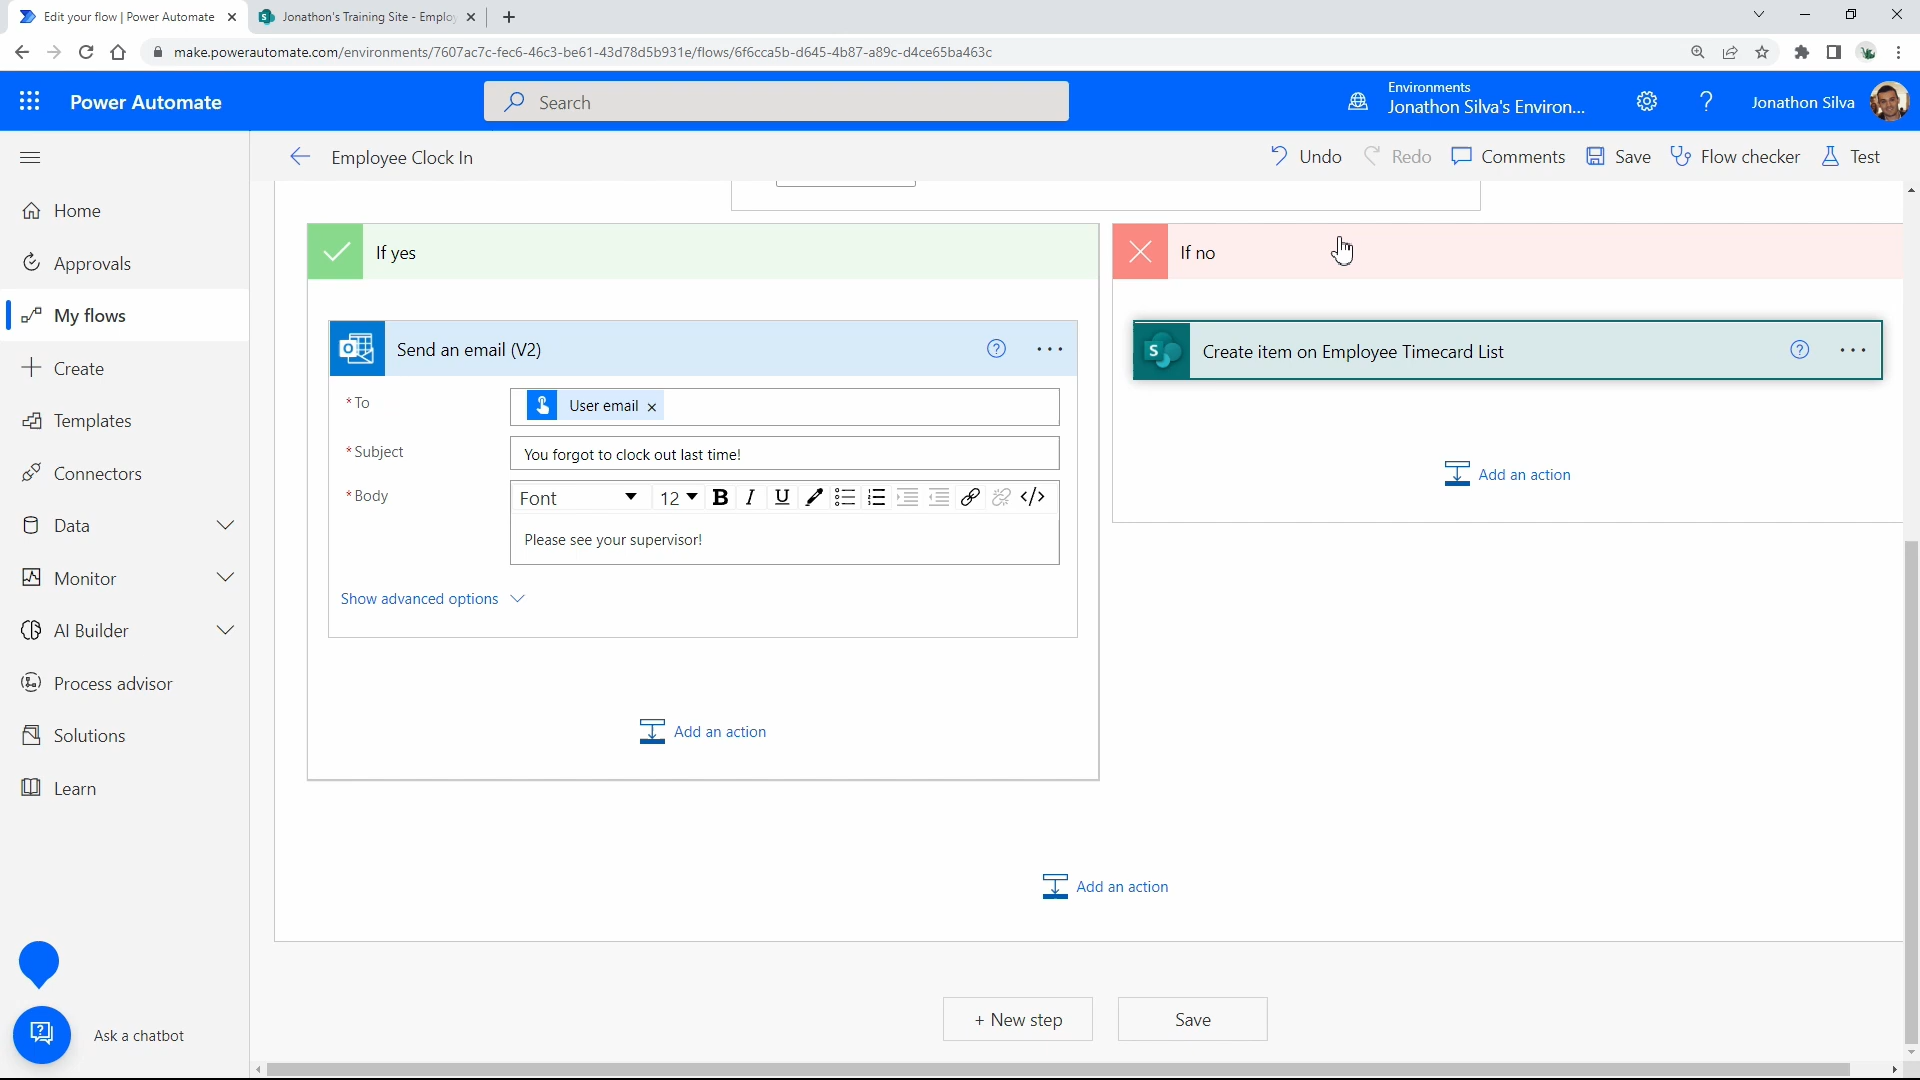 Edit your flow | Power Automate
Jonathon's Training Site - Employ
make.powerautomate.com/environments/7607ac7c-fec6-46c3-be61-43d78d5b931e/flows/6f6cca5b-d645-4b87-a89c-d4ce65ba463c
Power Automate
Search
Environments
Jonathon Silva's Environ...
Jonathon Silva
Employee Clock In
Undo
Redo
Comments
Save
Flow checker
Test
Home
Approvals
My flows
Create
Templates
Connectors
Data
Monitor
AI Builder
Process advisor
Solutions
Learn
Ask a chatbot
If yes
Send an email (V2)
* To
User email
* Subject
You forgot to clock out last time!
* Body
Font
12
Please see your supervisor!
Show advanced options
Add an action
If no
Create item on Employee Timecard List
Add an action
Add an action
+ New step
Save